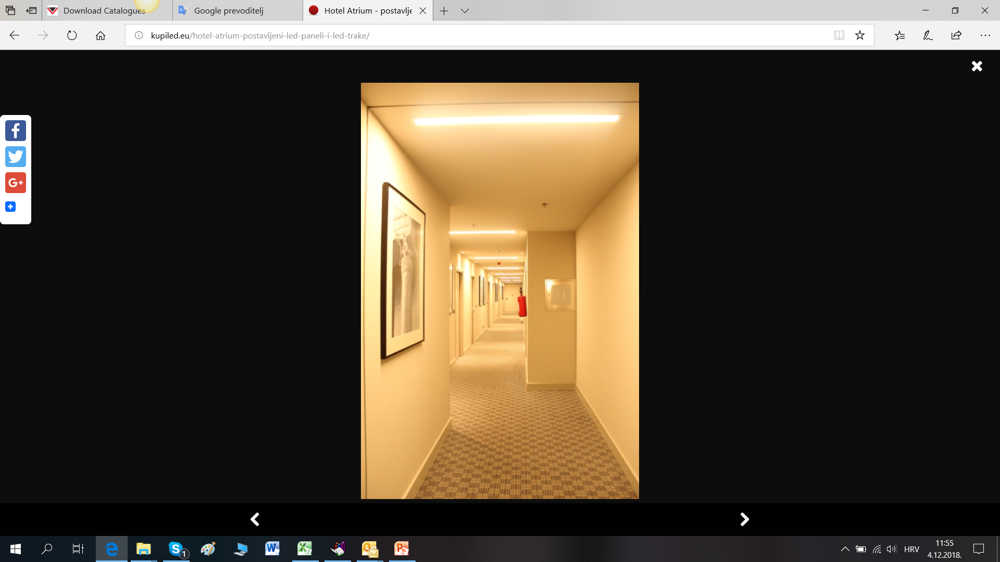 Download Catalogues
Google prevoditelj
Hotel Atrium - postavlje
kupiled.eu/hotel-atrium-postavljeni-led-paneli-i-led-trake/
H
1
HRV
11:55
4.12.2018.